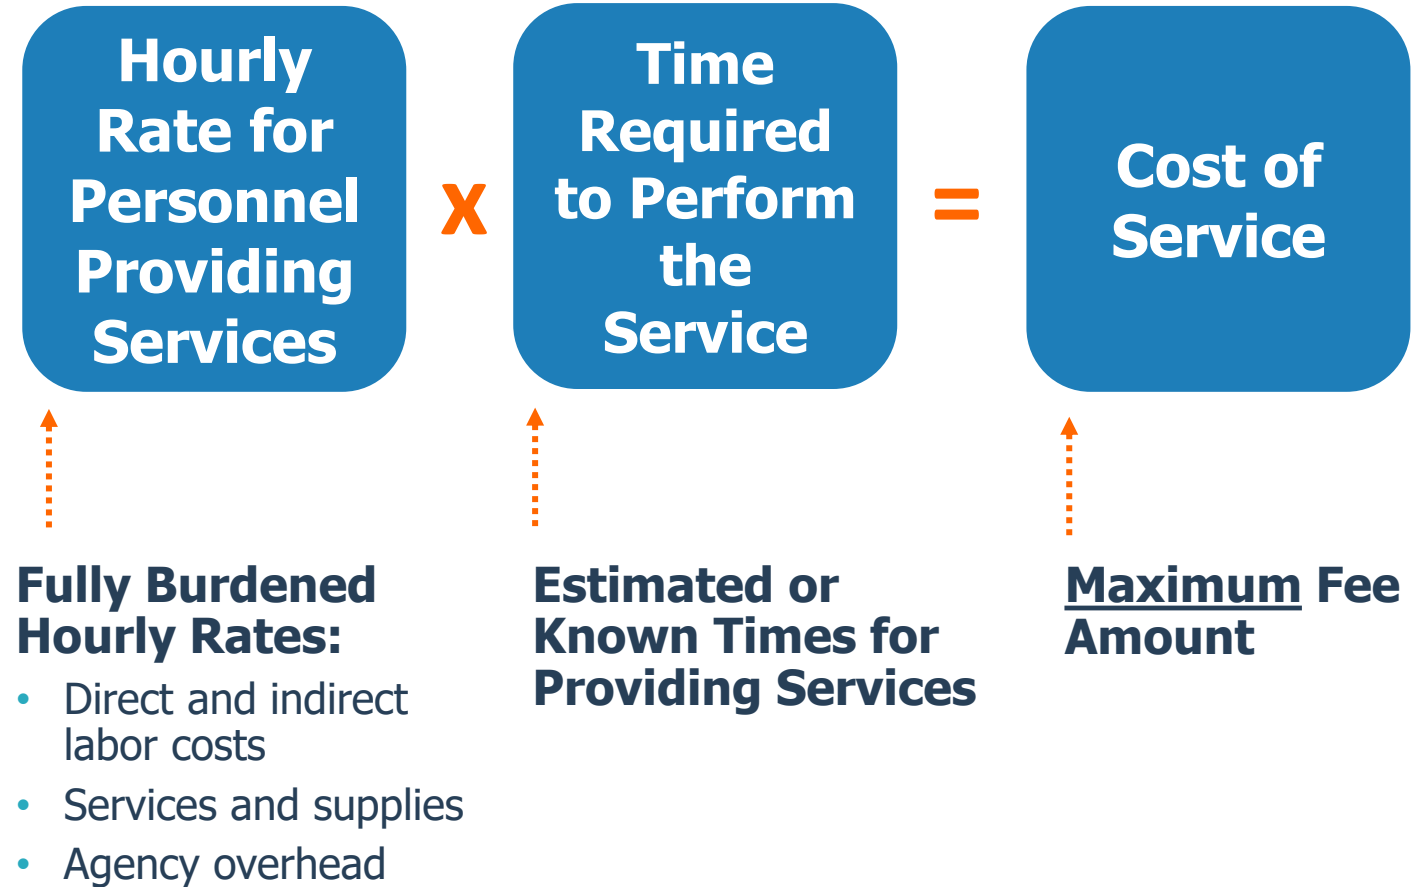 Hourly
Rate for
Personnel
Providing
Services
x
Time
Required
to Perform
the
Service
=
Cost of
Service
Fully Burdened
Hourly Rates:
• Direct and indirect
labor costs
• Services and supplies
• Agency overhead
Estimated or
Known Times for
Providing Services
Maximum Fee
Amount